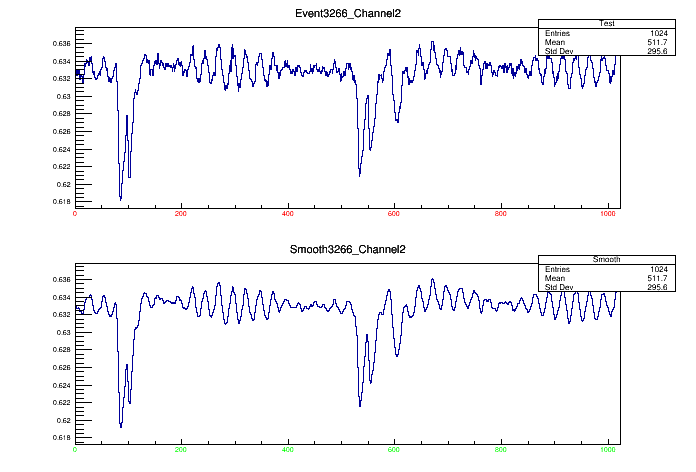 Event3266_Channel2
Test
Entries 1024
Mean 511.7
Std Dev 295.6
0.636
0.634
0.632
0.63
0.628
0.626
0.624
0.622
0.62
0.618
0 200 400 600 800 1000
Smooth3266_Channel2
Smooth
Entries 1024
Mean 511.7
Std Dev 295.6
0.636
0.634
0.632
0.63
0.628
0.626
0.624
0.622
0.62
0.618
0 200 400 600 800 1000